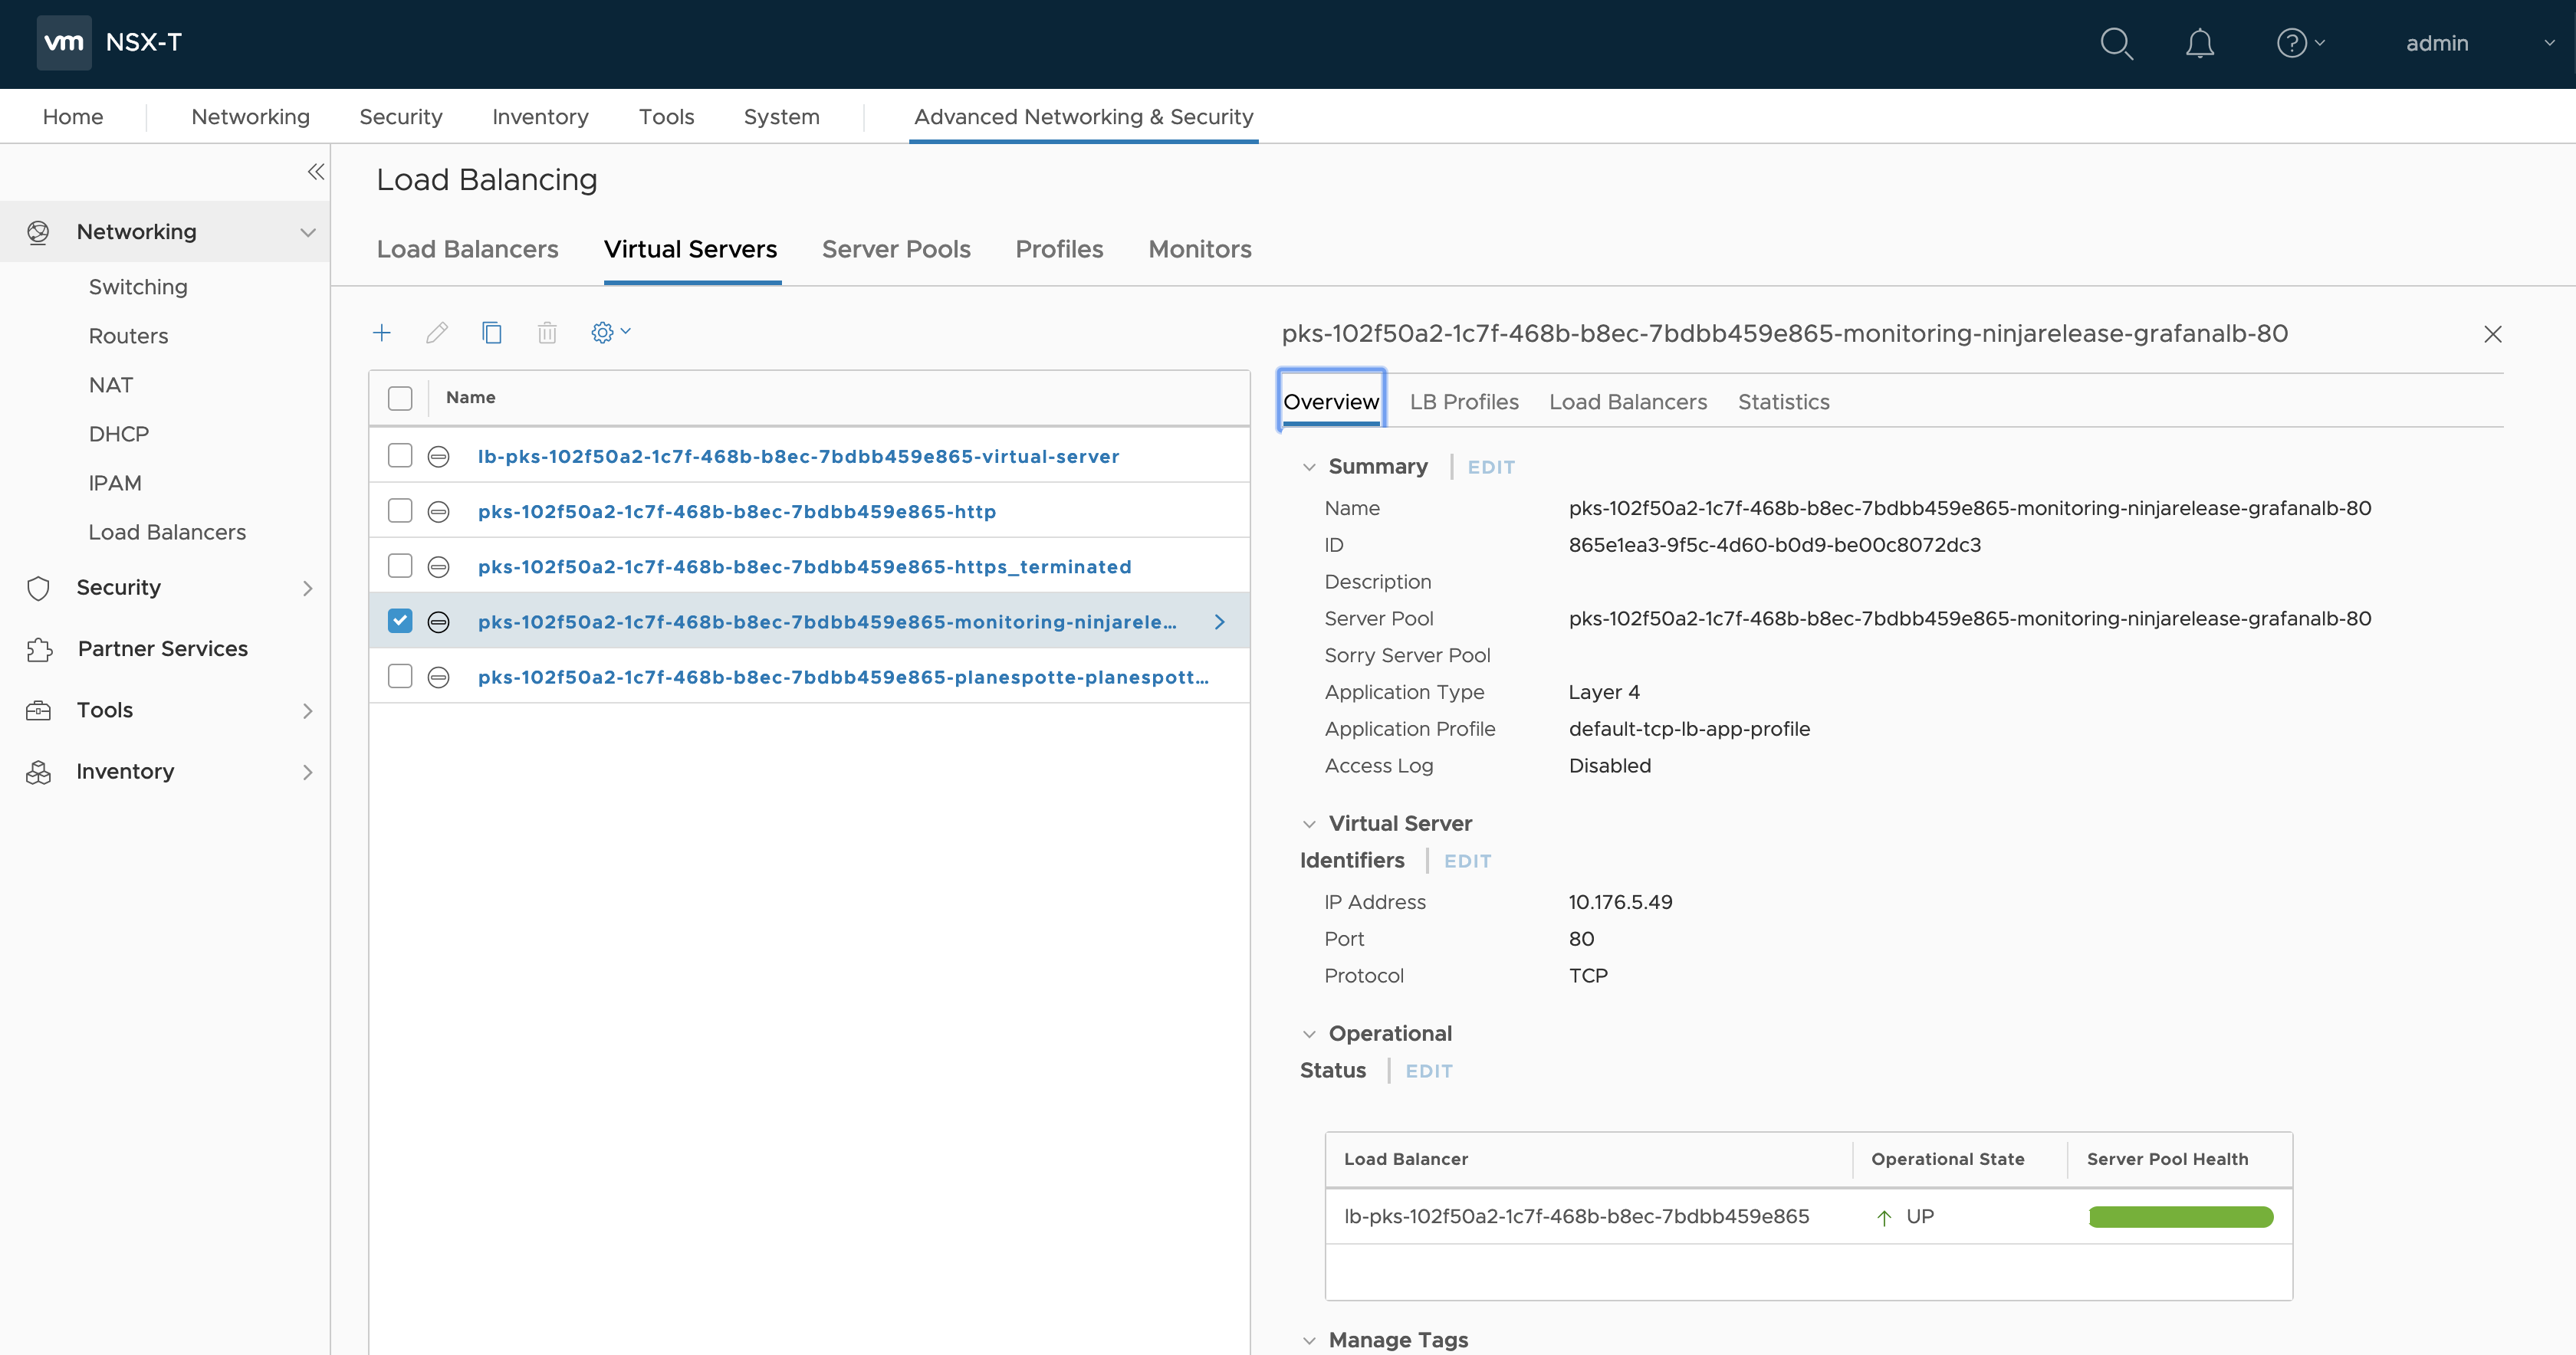 vm NSX-T
admin
Home Networking Security Inventory Tools System Advanced Networking & Security
Load Balancing
Networking
Switching
Routers
NAT
DHCP
IPAM
Load Balancers
Security
Partner Services
Tools
Inventory
Load Balancers Virtual Servers Server Pools Profiles Monitors
Name
lb-pks-102f50a2-1c7f-468b-b8ec-7bdbb459e865-virtual-server
pks-102f50a2-1c7f-468b-b8ec-7bdbb459e865-http
pks-102f50a2-1c7f-468b-b8ec-7bdbb459e865-https_terminated
pks-102f50a2-1c7f-468b-b8ec-7bdbb459e865-monitoring-ninjarele...
pks-102f50a2-1c7f-468b-b8ec-7bdbb459e865-planespotte-planespott...
pks-102f50a2-1c7f-468b-b8ec-7bdbb459e865-monitoring-ninjarelease-grafanalb-80
Overview LB Profiles Load Balancers Statistics
Summary EDIT
Name pks-102f50a2-1c7f-468b-b8ec-7bdbb459e865-monitoring-ninjarelease-grafanalb-80
ID 865e1ea3-9f5c-4d60-b0d9-be00c8072dc3
Description
Server Pool pks-102f50a2-1c7f-468b-b8ec-7bdbb459e865-monitoring-ninjarelease-grafanalb-80
Sorry Server Pool
Application Type Layer 4
Application Profile default-tcp-lb-app-profile
Access Log Disabled
Virtual Server
Identifiers EDIT
IP Address 10.176.5.49
Port 80
Protocol TCP
Operational
Status EDIT
Load Balancer Operational State Server Pool Health
lb-pks-102f50a2-1c7f-468b-b8ec-7bdbb459e865 UP
Manage Tags